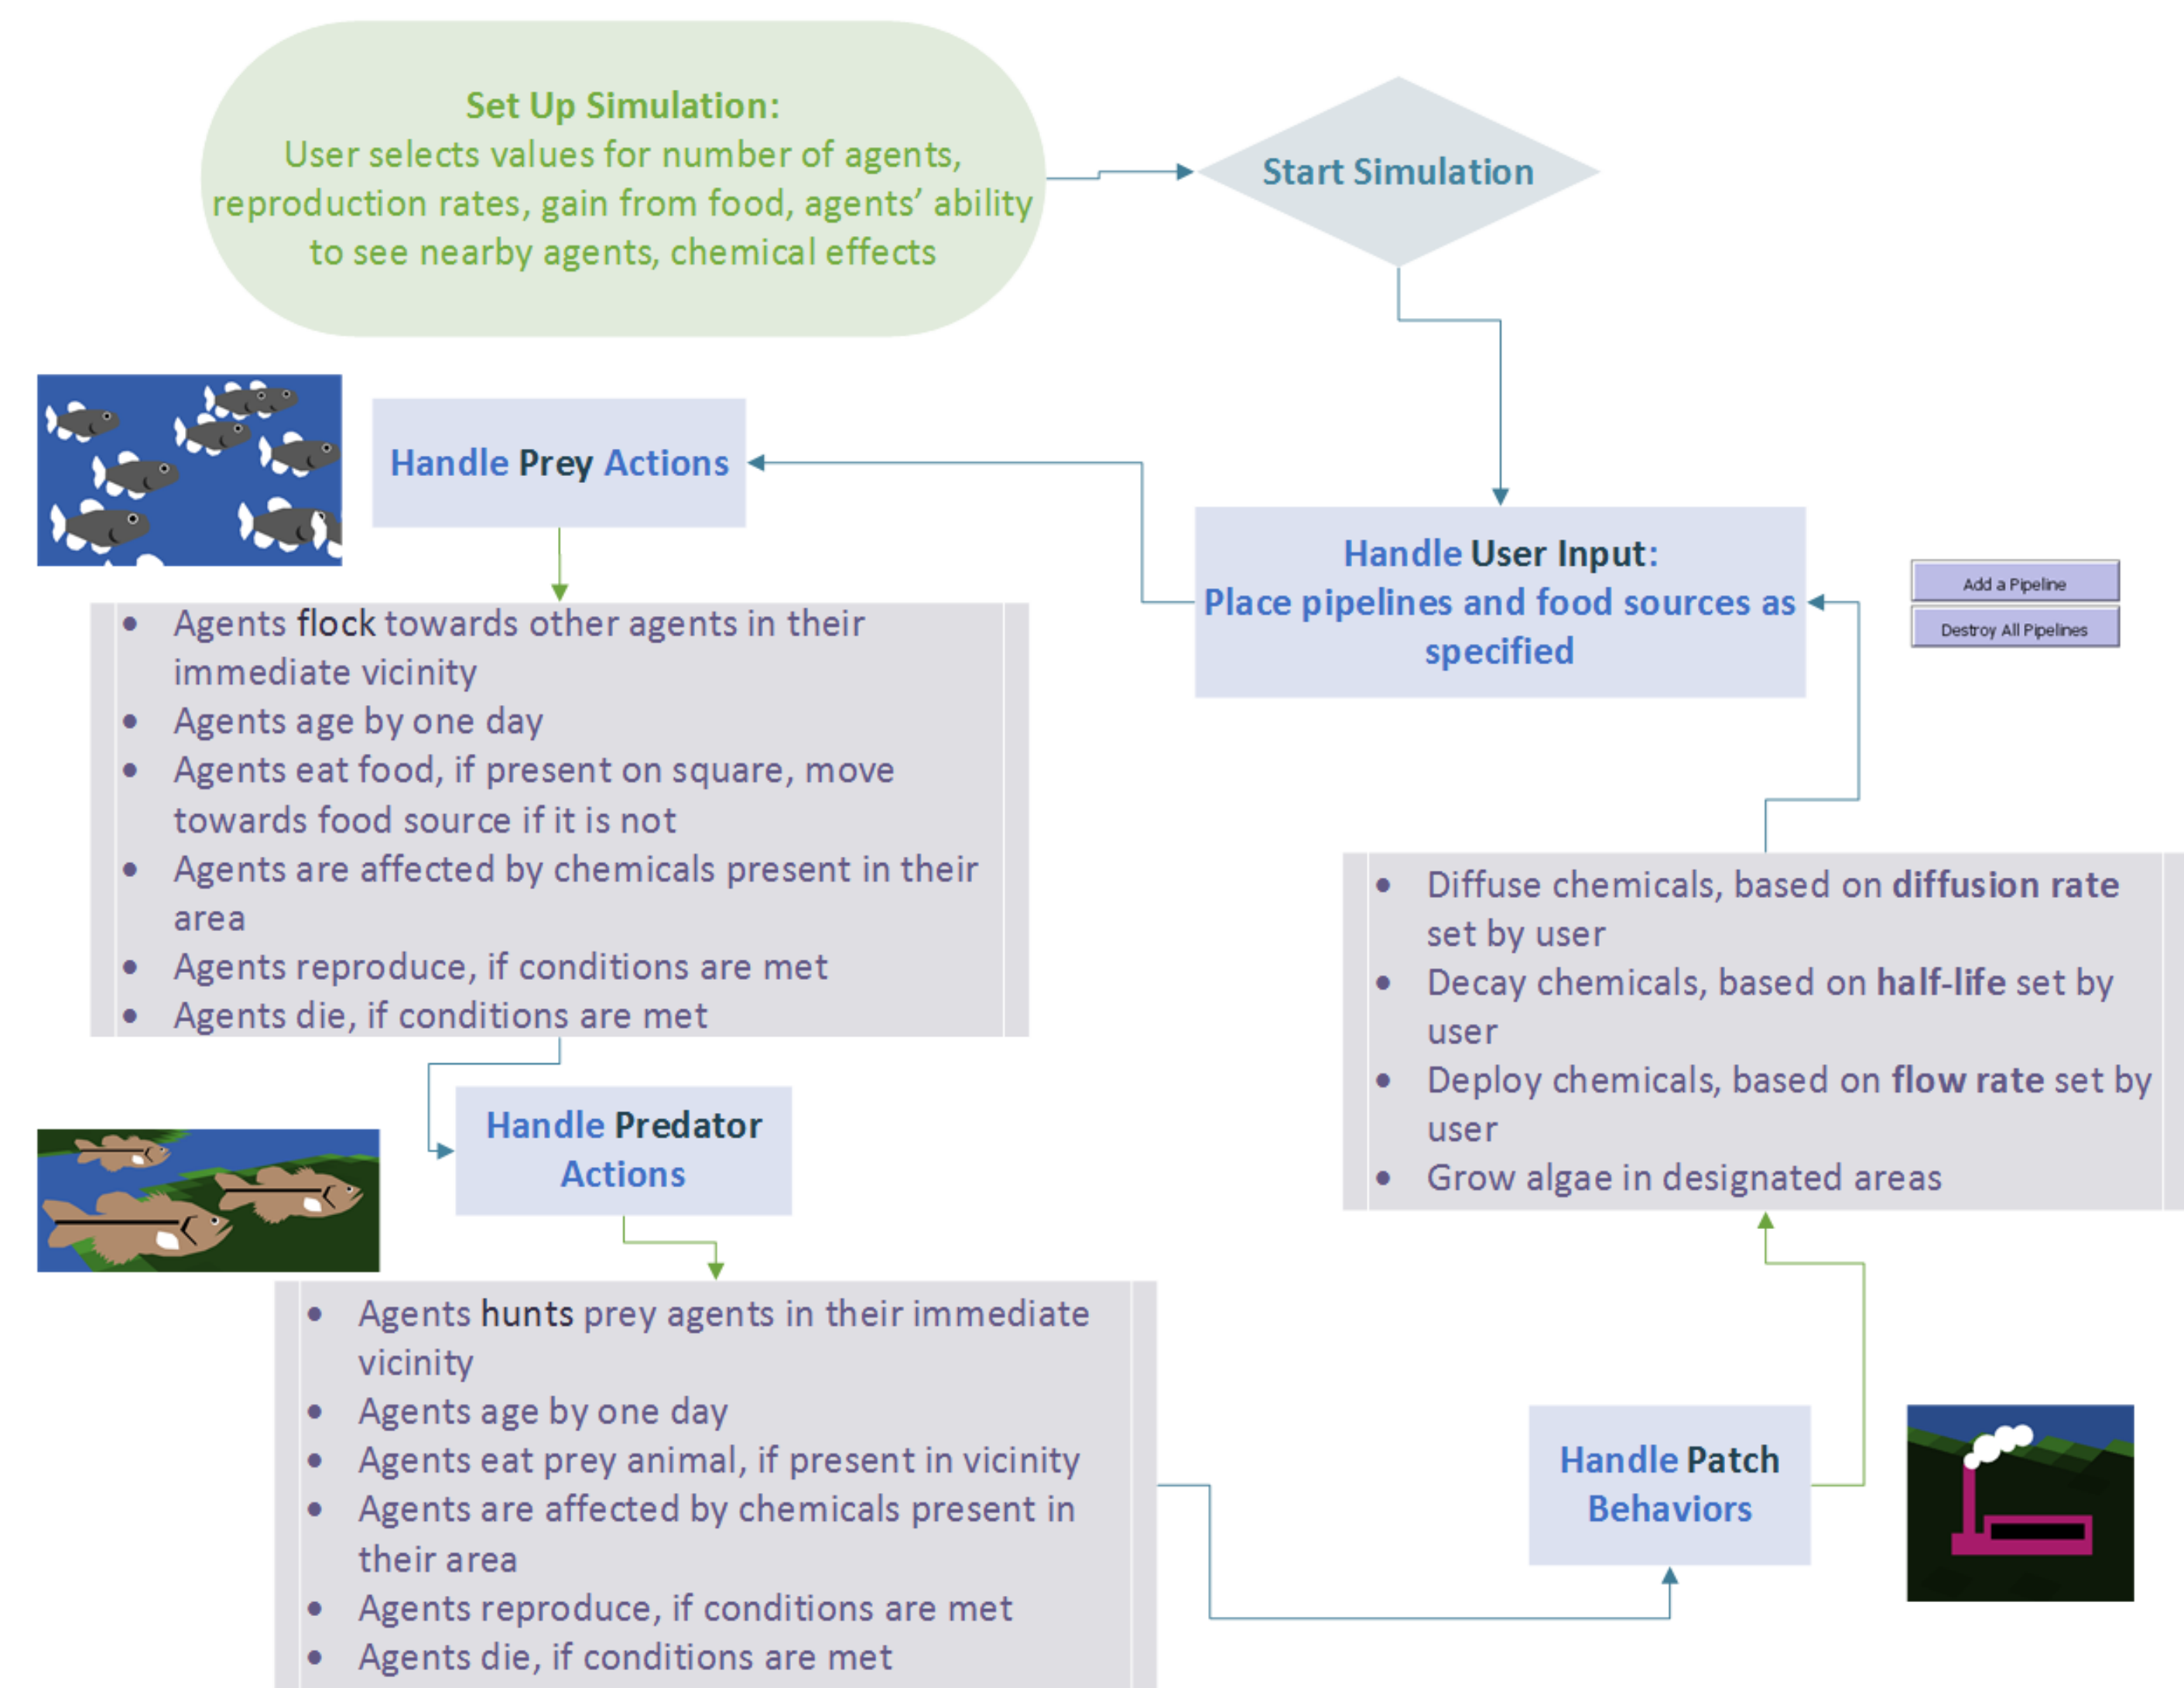 Set Up Simulation:
User selects values for number of agents,
reproduction rates, gain from food, agents’ ability
to see nearby agents, chemical effects
Start Simulation
Handle User Input:
Place pipelines and food sources as
specified
Add a Pipeline
Destroy All Pipelines
Handle Prey Actions
• Agents flock towards other agents in their
immediate vicinity
• Agents age by one day
• Agents eat food, if present on square, move
towards food source if it is not
• Agents are affected by chemicals present in their
area
• Agents reproduce, if conditions are met
• Agents die, if conditions are met
Handle Predator
Actions
• Agents hunts prey agents in their immediate
vicinity
• Agents age by one day
• Agents eat prey animal, if present in vicinity
• Agents are affected by chemicals present in
their area
• Agents reproduce, if conditions are met
• Agents die, if conditions are met
Handle Patch
Behaviors
• Diffuse chemicals, based on diffusion rate
set by user
• Decay chemicals, based on half-life set by
user
• Deploy chemicals, based on flow rate set by
user
• Grow algae in designated areas